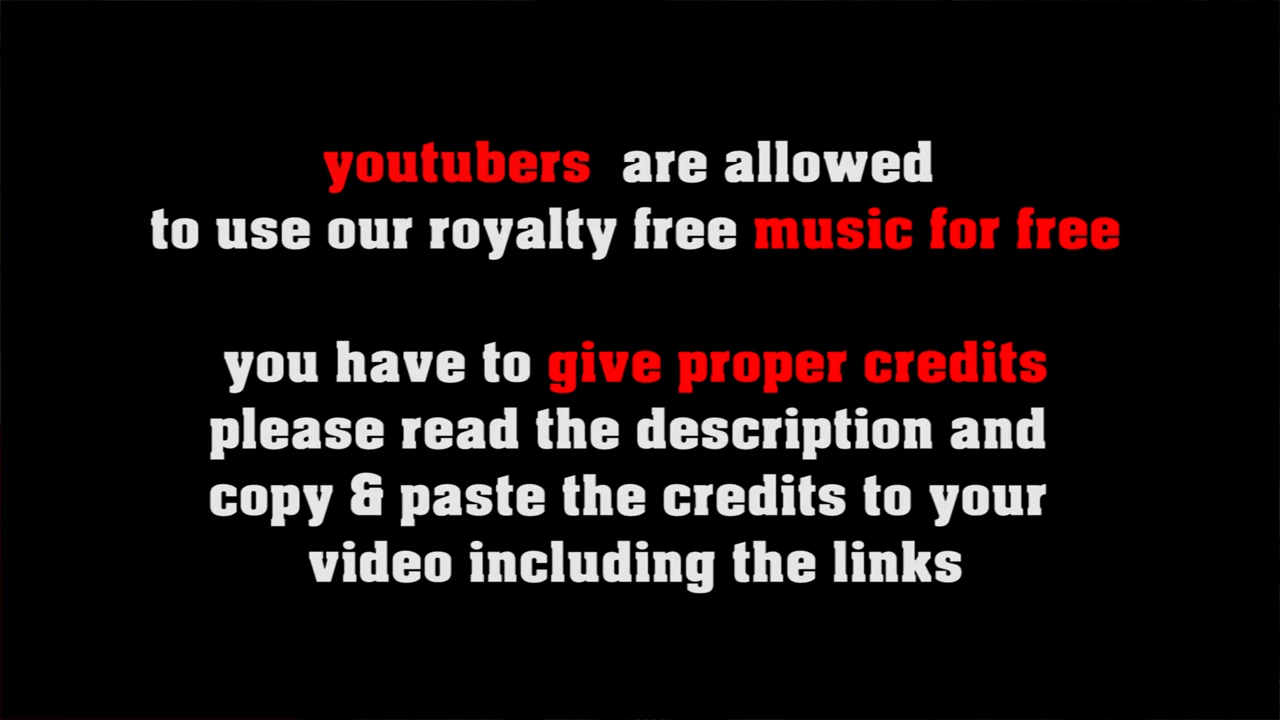 youtubers are allowed
to use our royalty free music for free
you have to give proper credits
please read the description and
copy & paste the credits to your
video including the links